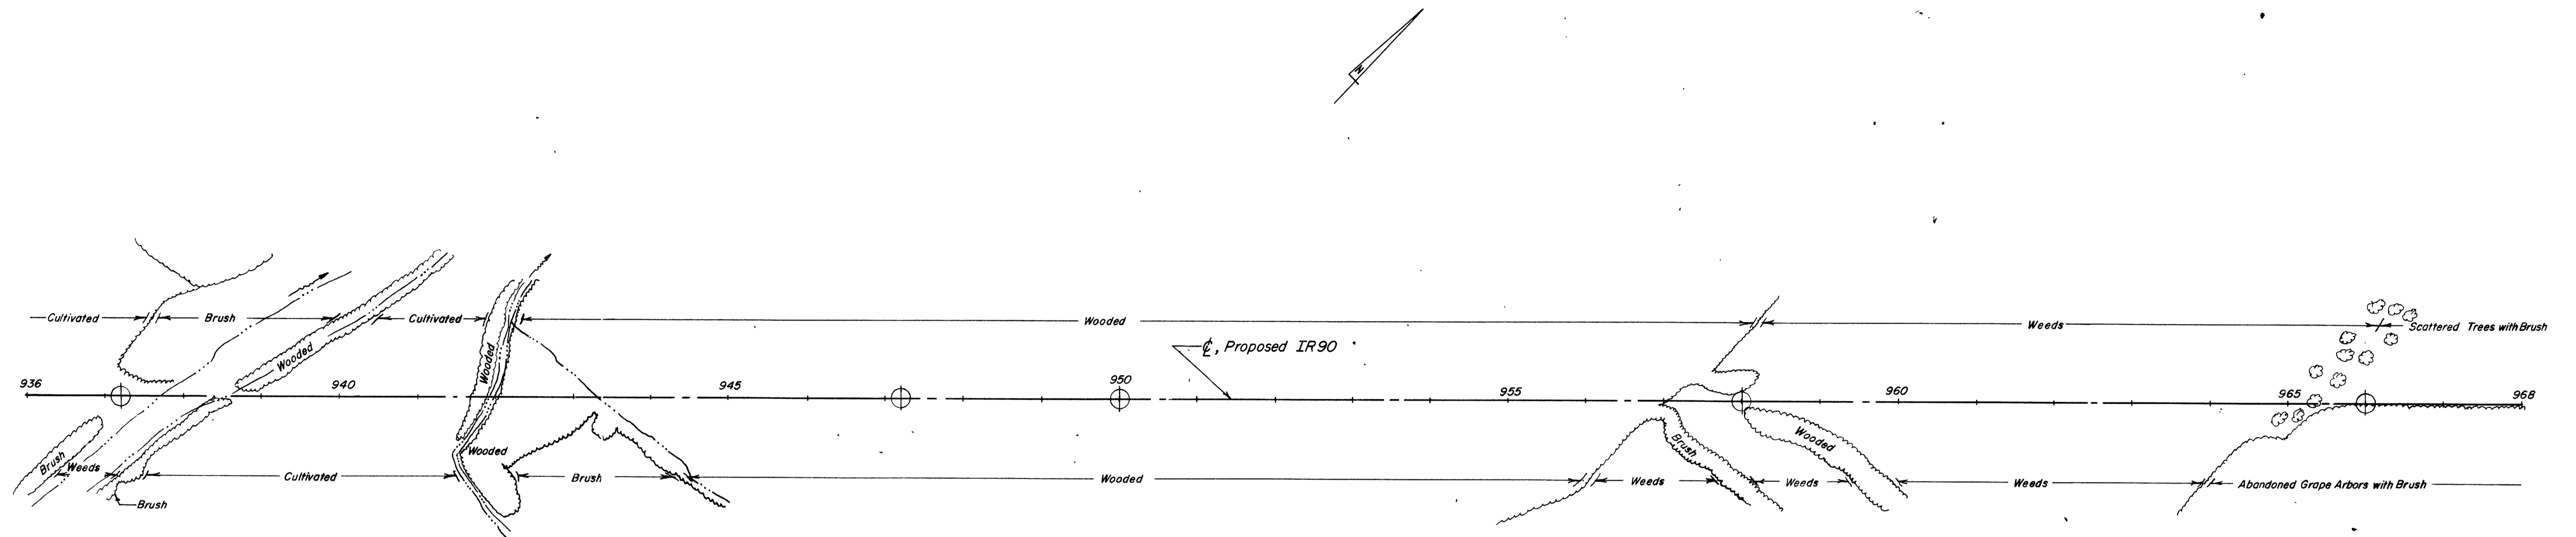 N
Cultivated
Brush
Cultivated
Wooded
Weeds
Scattered Trees with Brush
Wooded
Wooded
℄, Proposed IR90
936
940
945
950
955
960
965
968
Brush
Weeds
Brush
Cultivated
Wooded
Brush
Wooded
Weeds
Brush
Weeds
Wooded
Weeds
Abandoned Grape Arbors with Brush